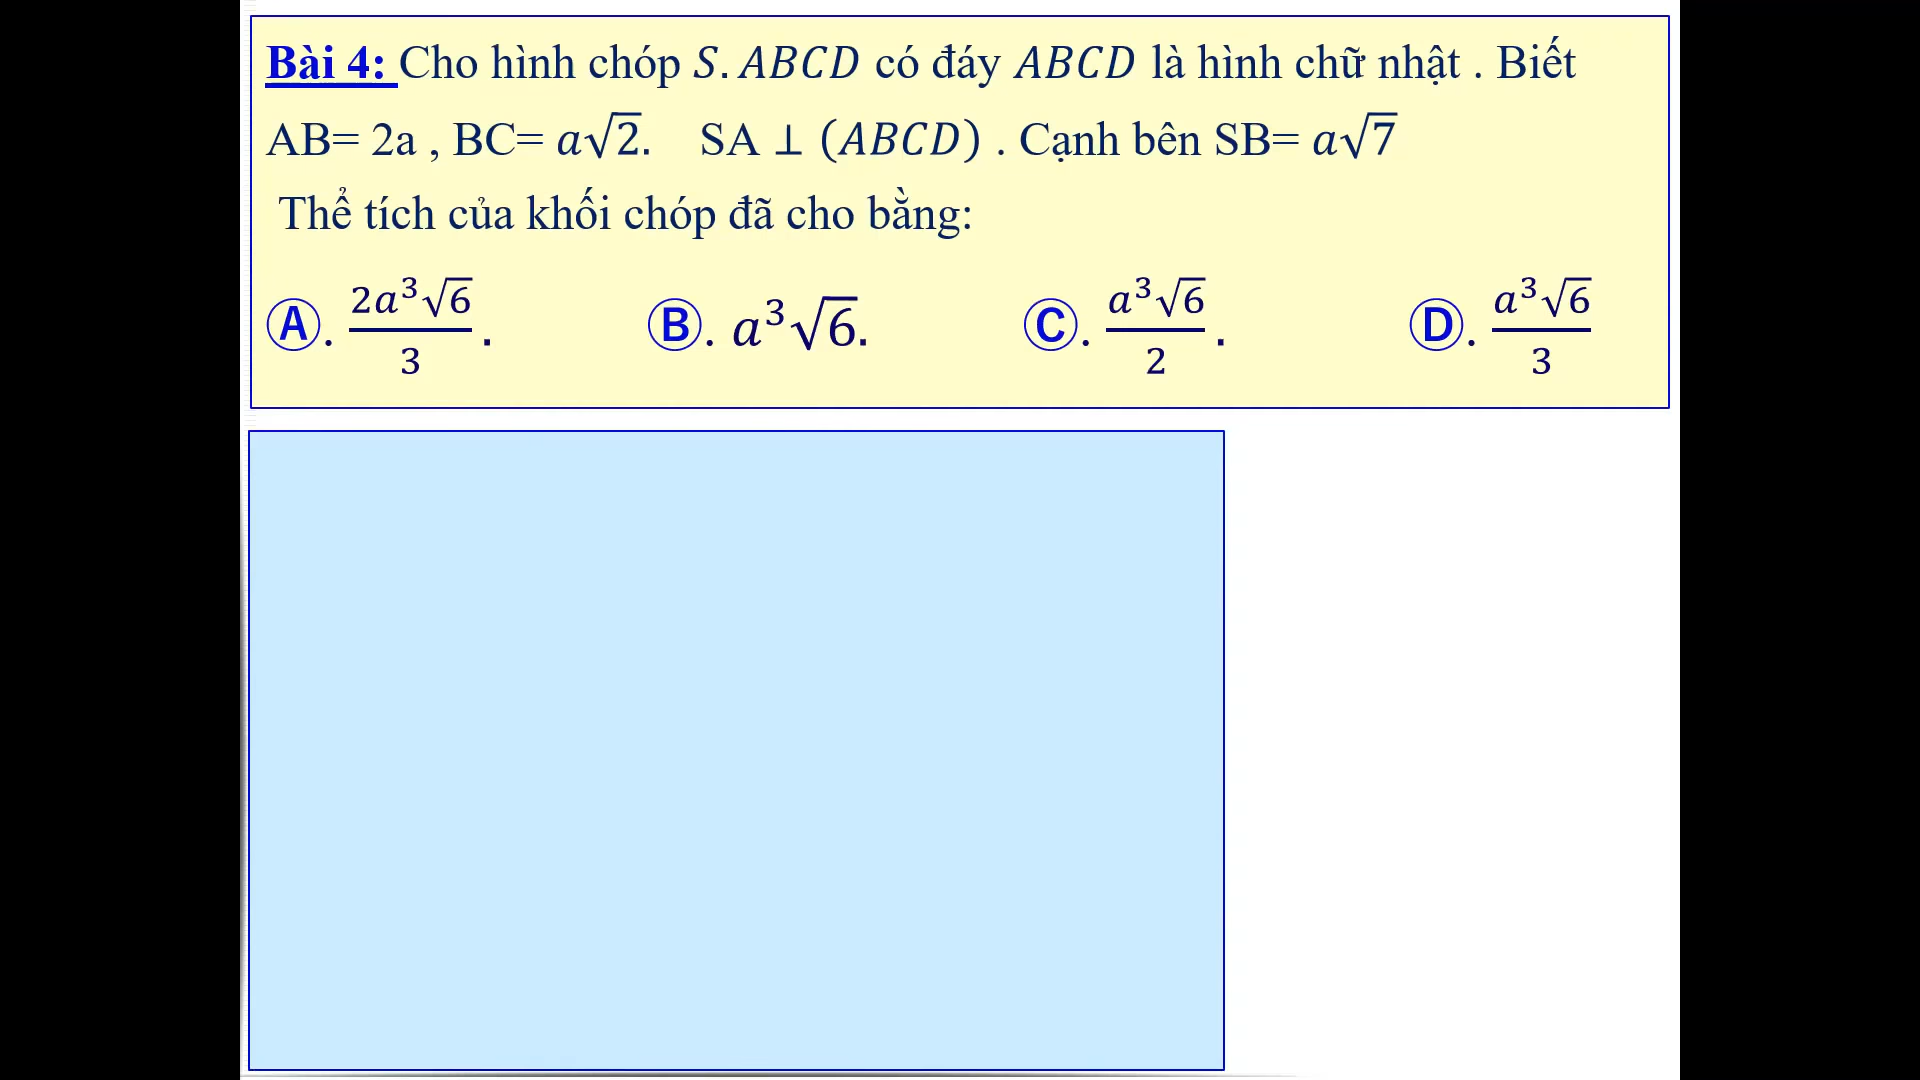 Bài 4: Cho hình chóp S.ABCD có đáy ABCD là hình chữ nhật . Biết
AB= 2a , BC= a√2. SA ⊥ (ABCD) . Cạnh bên SB= a√7
Thể tích của khối chóp đã cho bằng:
Ⓐ. 2a³√6/3 . Ⓑ. a³√6. Ⓒ. a³√6/2 . Ⓓ. a³√6/3